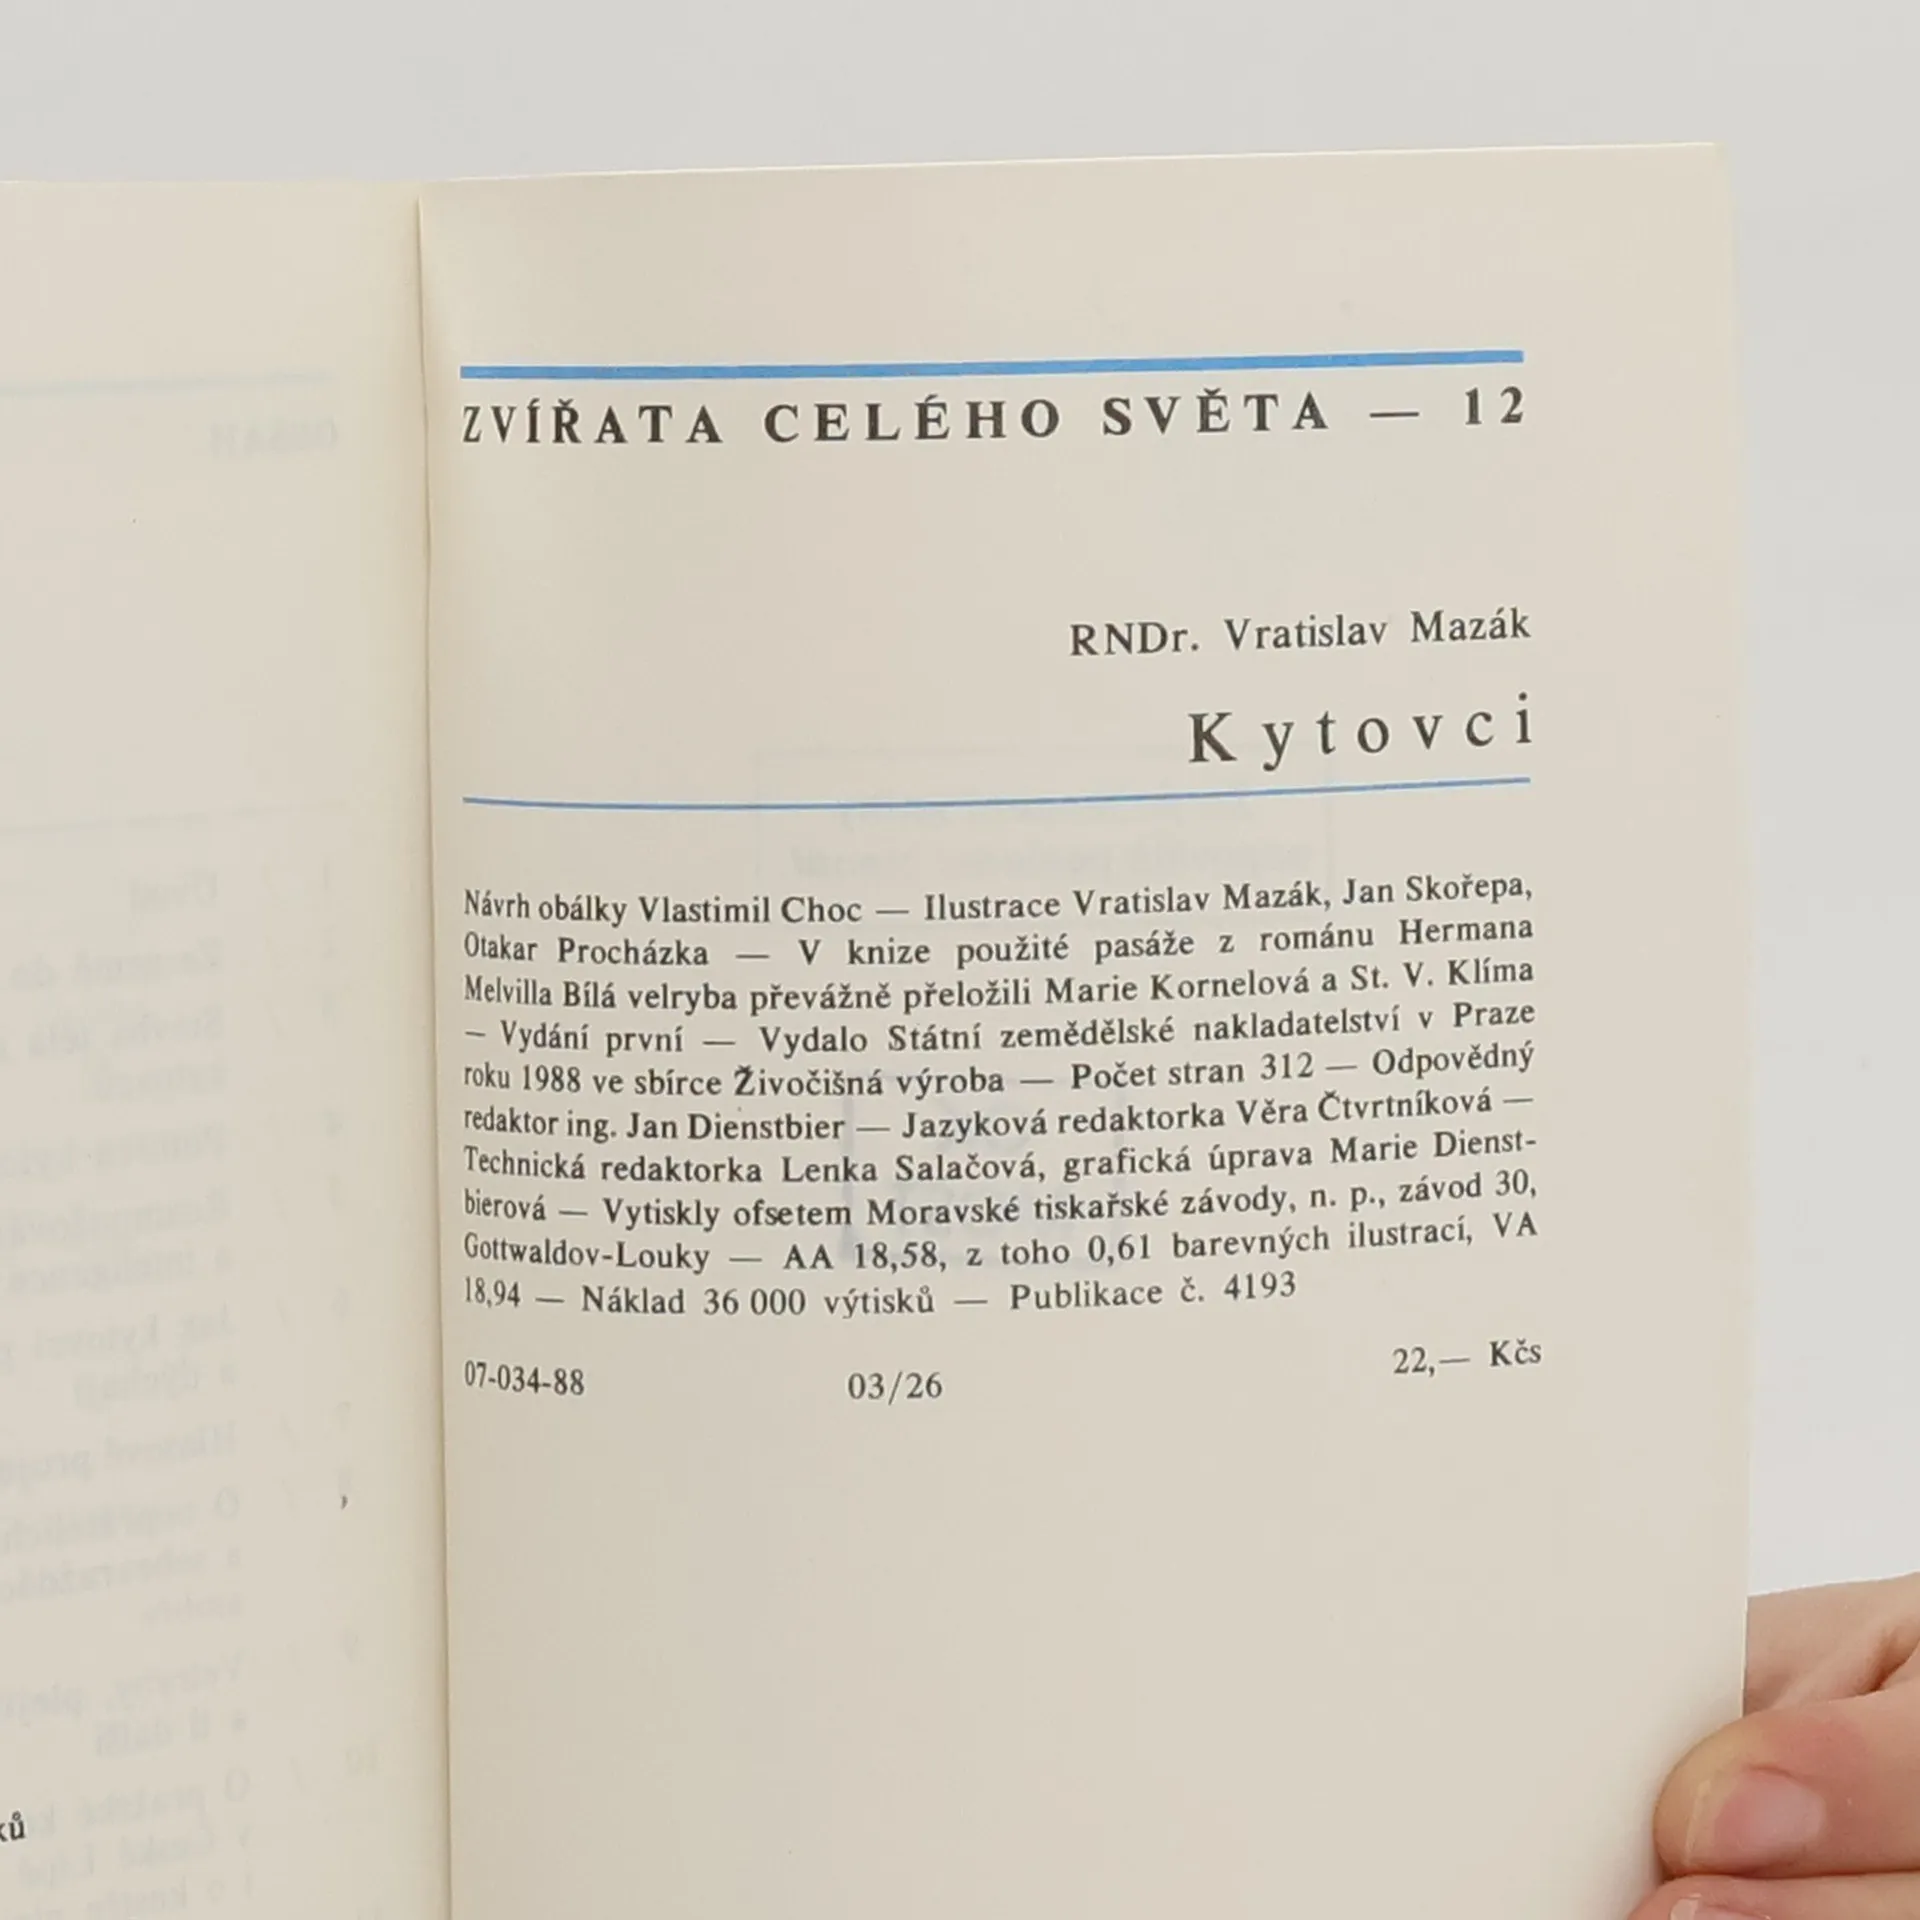 ZVÍŘATA CELÉHO SVĚTA — 12
RNDr. Vratislav Mazák
Kytovci
Návrh obálky Vlastimil Choc — Ilustrace Vratislav Mazák, Jan Skořepa,
Otakar Procházka — V knize použité pasáže z románu Hermana
Melvilla Bílá velryba převážně přeložili Marie Kornelová a St. V. Klíma
— Vydání první — Vydalo Státní zemědělské nakladatelství v Praze
roku 1988 ve sbírce Živočišná výroba — Počet stran 312 — Odpovědný
redaktor ing. Jan Dienstbier — Jazyková redaktorka Věra Čtvrtníková —
Technická redaktorka Lenka Salačová, grafická úprava Marie Dienst-
bierová — Vytiskly ofsetem Moravské tiskařské závody, n. p., závod 30,
Gottwaldov-Louky — AA 18,58, z toho 0,61 barevných ilustrací, VA
18,94 — Náklad 36 000 výtisků — Publikace č. 4193
07-034-88 03/26 22,— Kčs